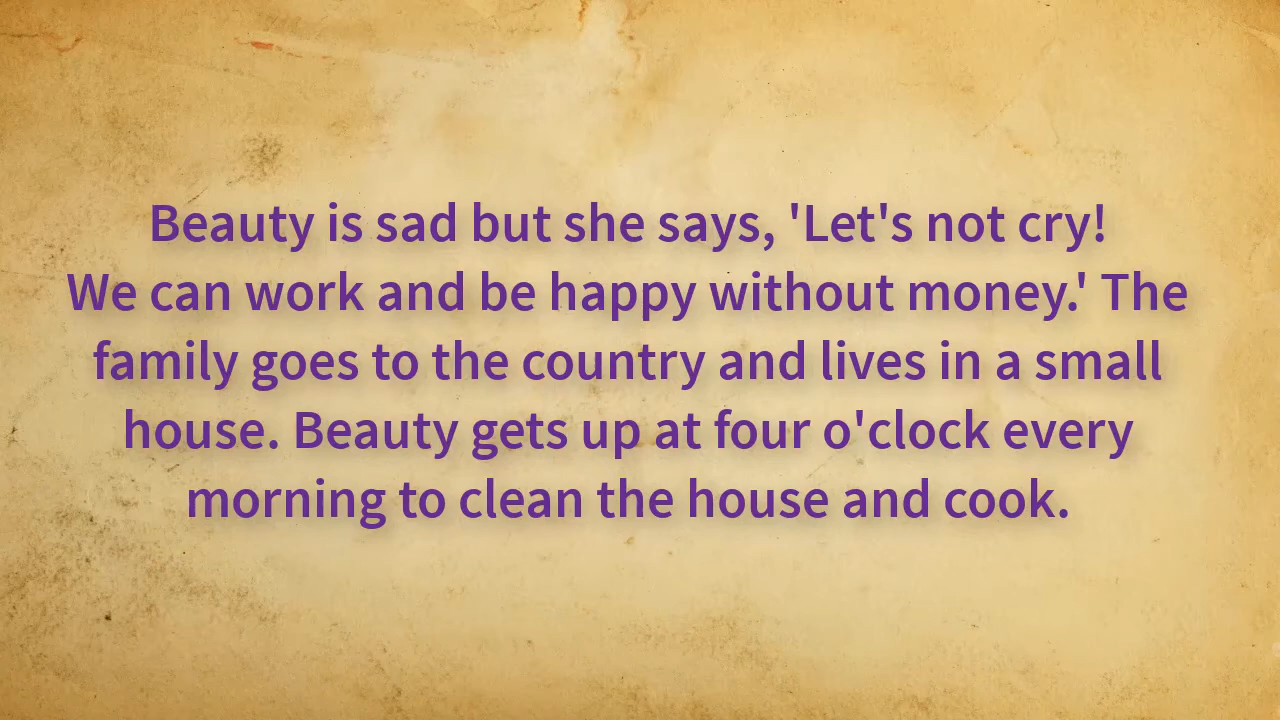 Beauty is sad but she says, 'Let's not cry!
We can work and be happy without money.' The
family goes to the country and lives in a small
house. Beauty gets up at four o'clock every
morning to clean the house and cook.